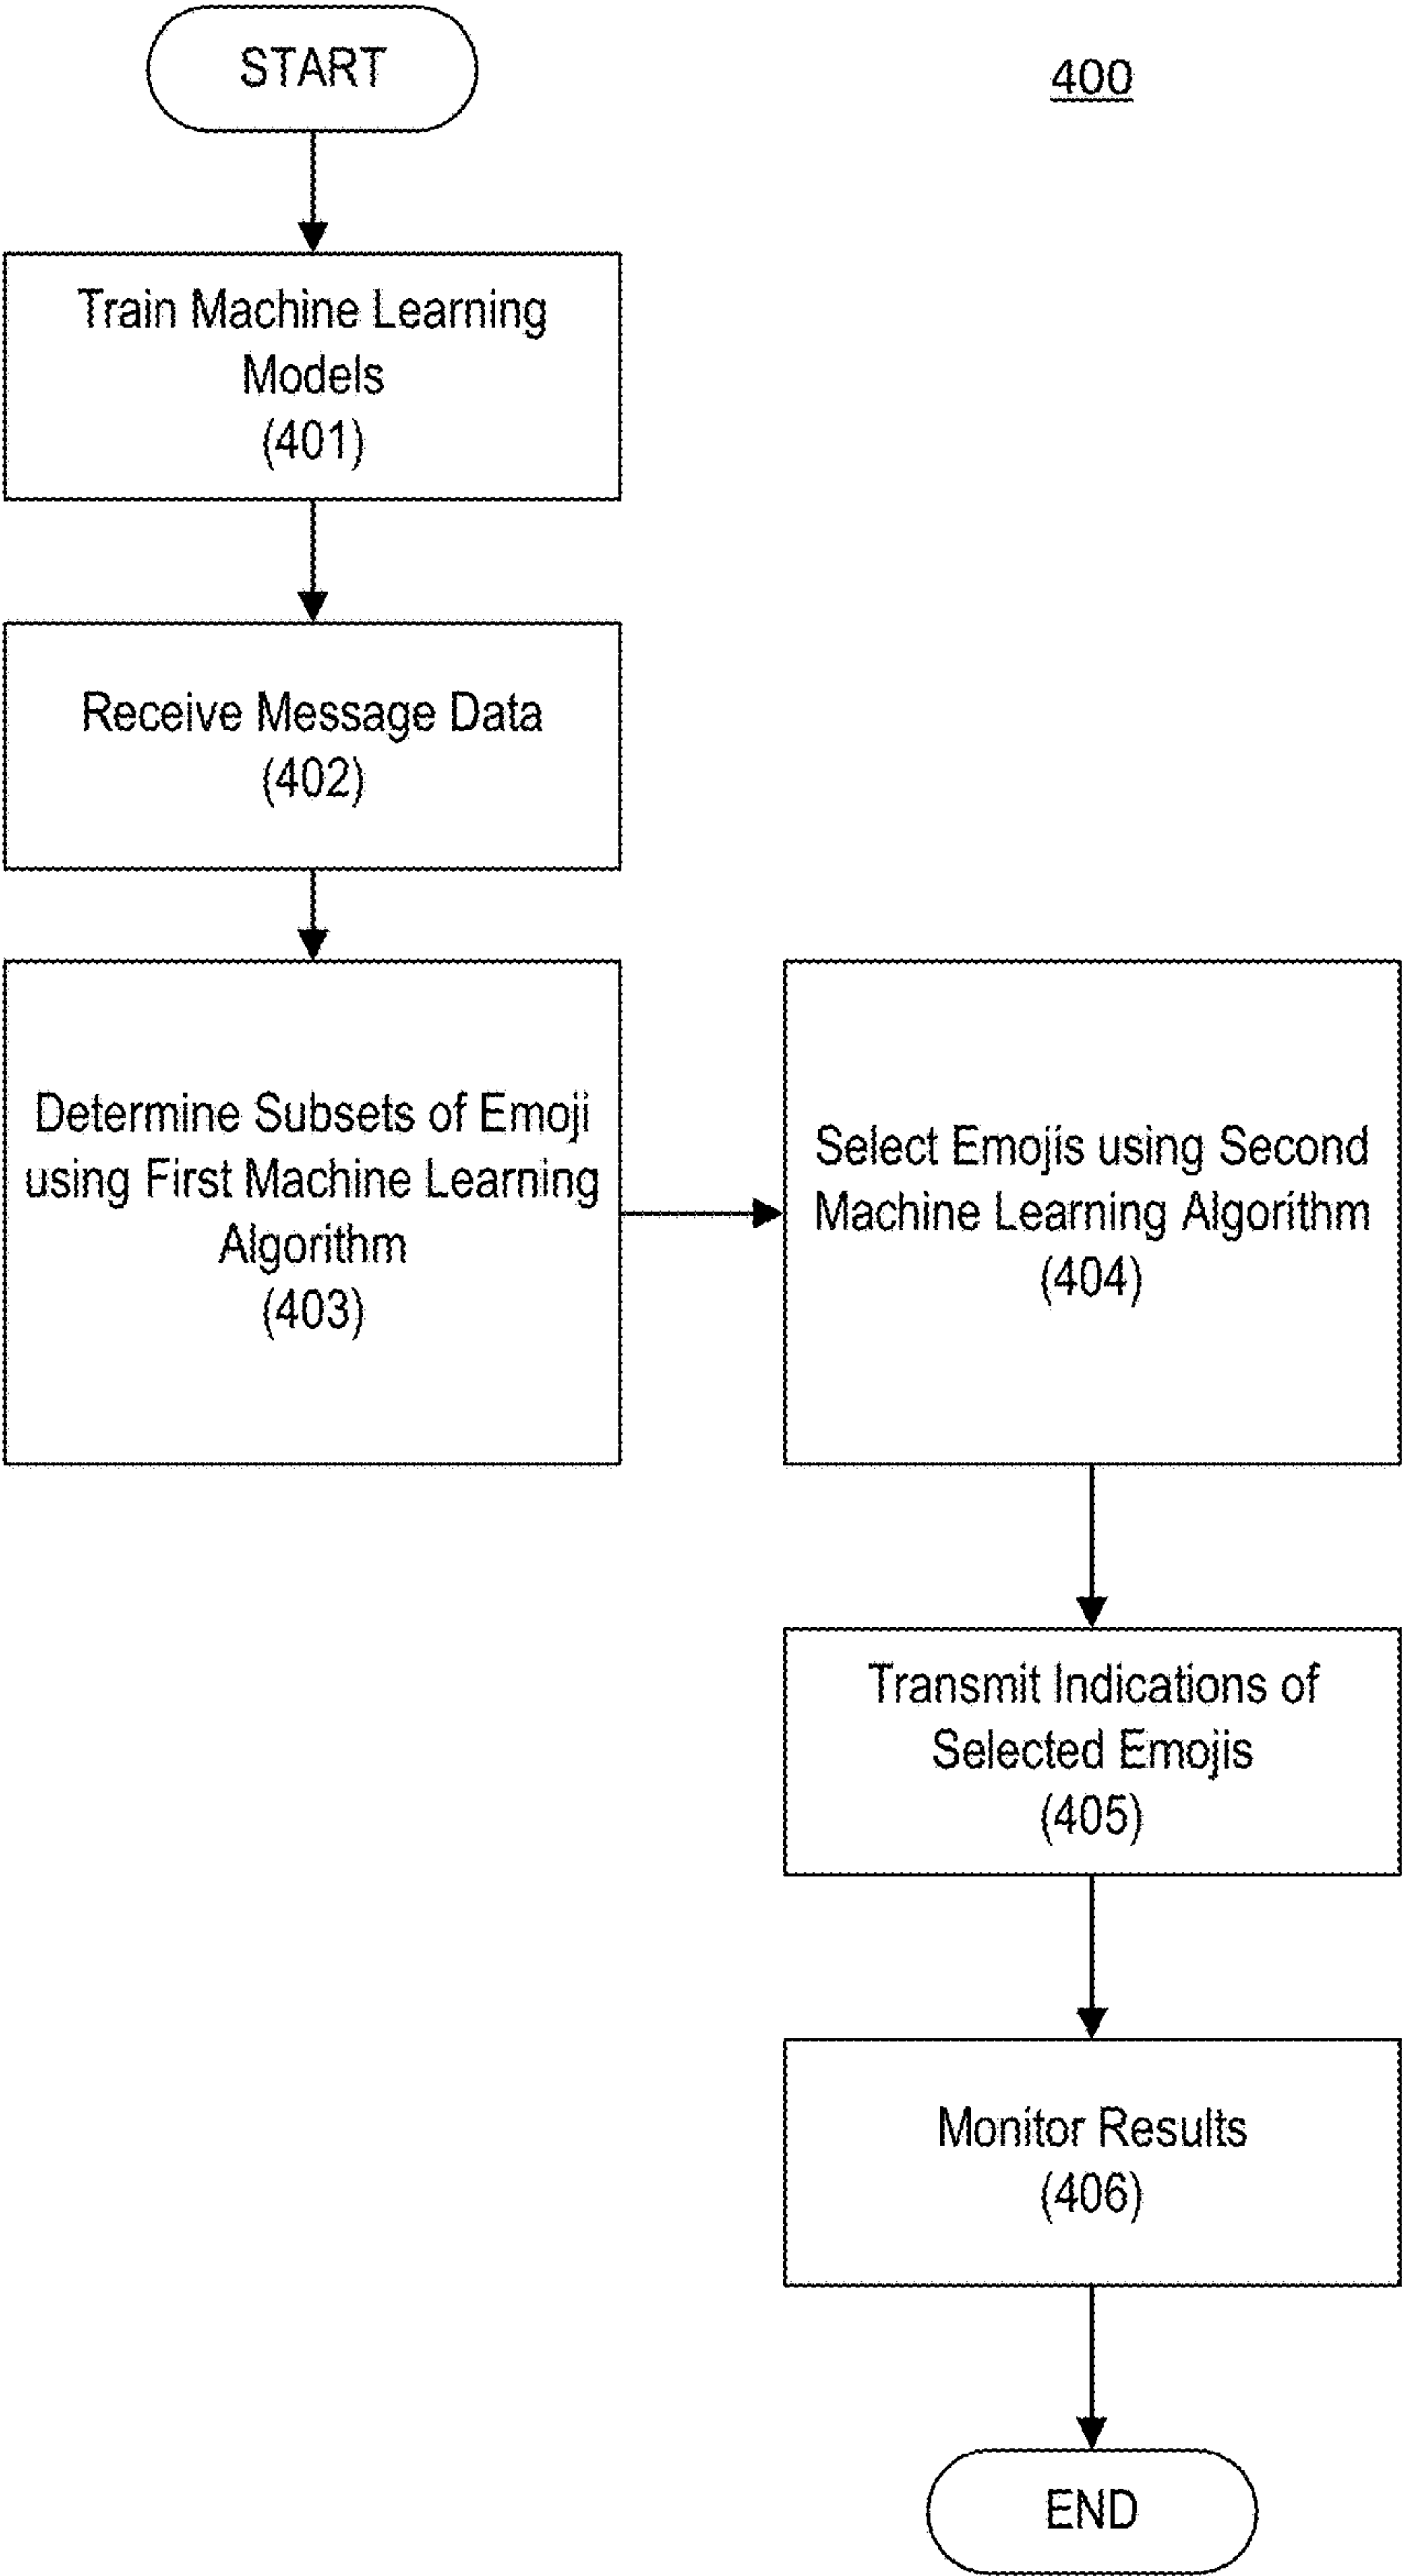 START
400
Train Machine Learning
Models
(401)
Receive Message Data
(402)
Determine Subsets of Emoji
using First Machine Learning
Algorithm
(403)
Select Emojis using Second
Machine Learning Algorithm
(404)
Transmit Indications of
Selected Emojis
(405)
Monitor Results
(406)
END